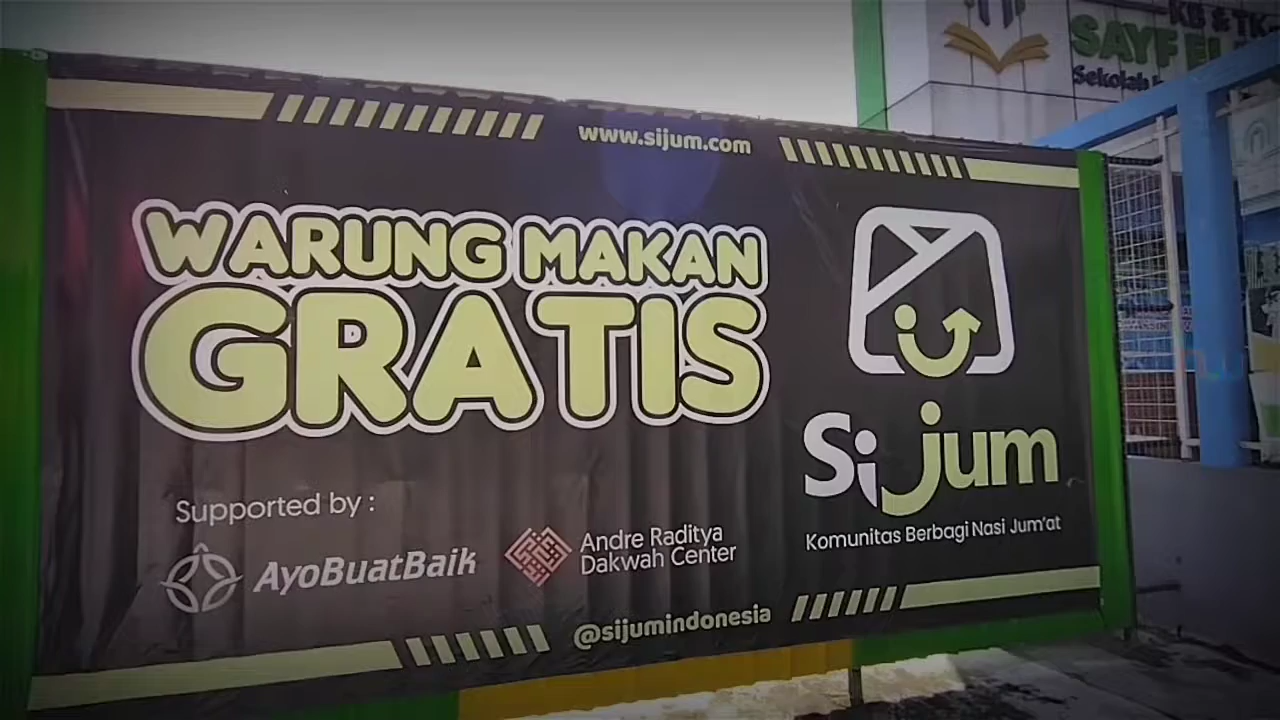 www.sijum.com
WARUNG MAKAN
GRATIS
Sijum
Komunitas Berbagi Nasi Jum'at
Supported by :
AyoBuatBaik
Andre Raditya
Dakwah Center
@sijumindonesia
KB & TK
SAYF EL
Sekolah